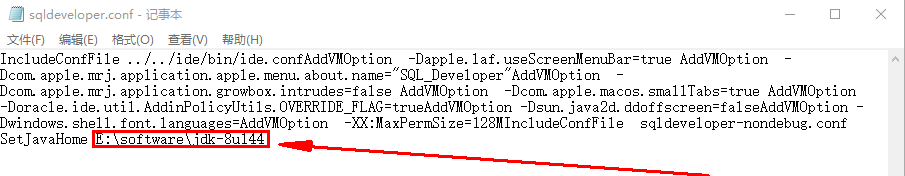 sqldeveloper.conf - 记事本
文件(F) 编辑(E) 格式(O) 查看(V) 帮助(H)
IncludeConfFile ../../ide/bin/ide.confAddVMOption -Dapple.laf.useScreenMenuBar=true AddVMOption -
Dcom.apple.mrj.application.apple.menu.about.name="SQL_Developer"AddVMOption -
Dcom.apple.mrj.application.growbox.intrudes=false AddVMOption -Dcom.apple.macos.smallTabs=true AddVMOption
-Doracle.ide.util.AddinPolicyUtils.OVERRIDE_FLAG=trueAddVMOption -Dsun.java2d.ddoffscreen=falseAddVMOption -
Dwindows.shell.font.languages=AddVMOption -XX:MaxPermSize=128MIncludeConfFile sqldeveloper-nondebug.conf
SetJavaHome E:\software\jdk-8u144